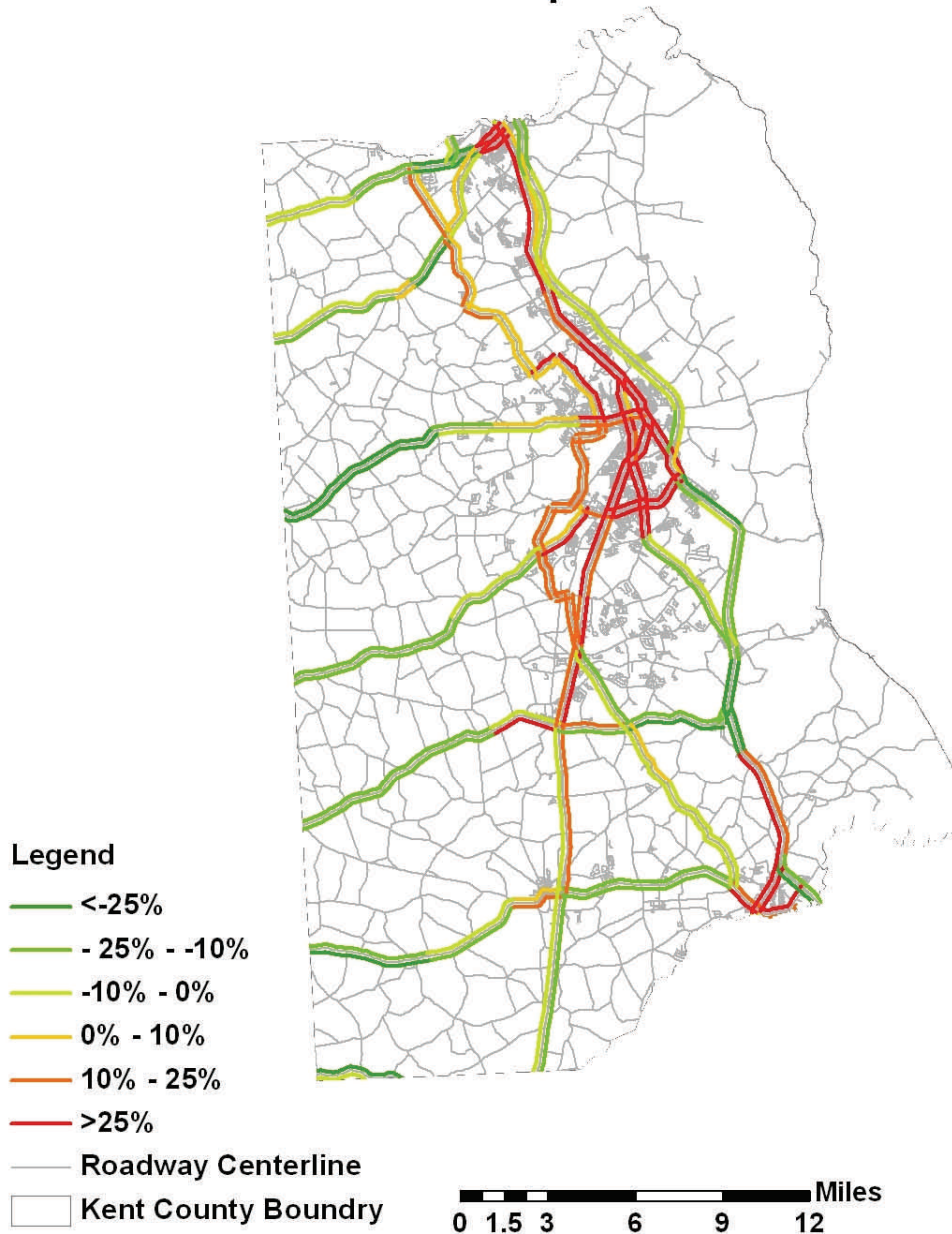 Legend
<-25%
- 25% - -10%
-10% - 0%
0% - 10%
10% - 25%
>25%
Roadway Centerline
Kent County Boundry
Miles
0 1.5 3 6 9 12